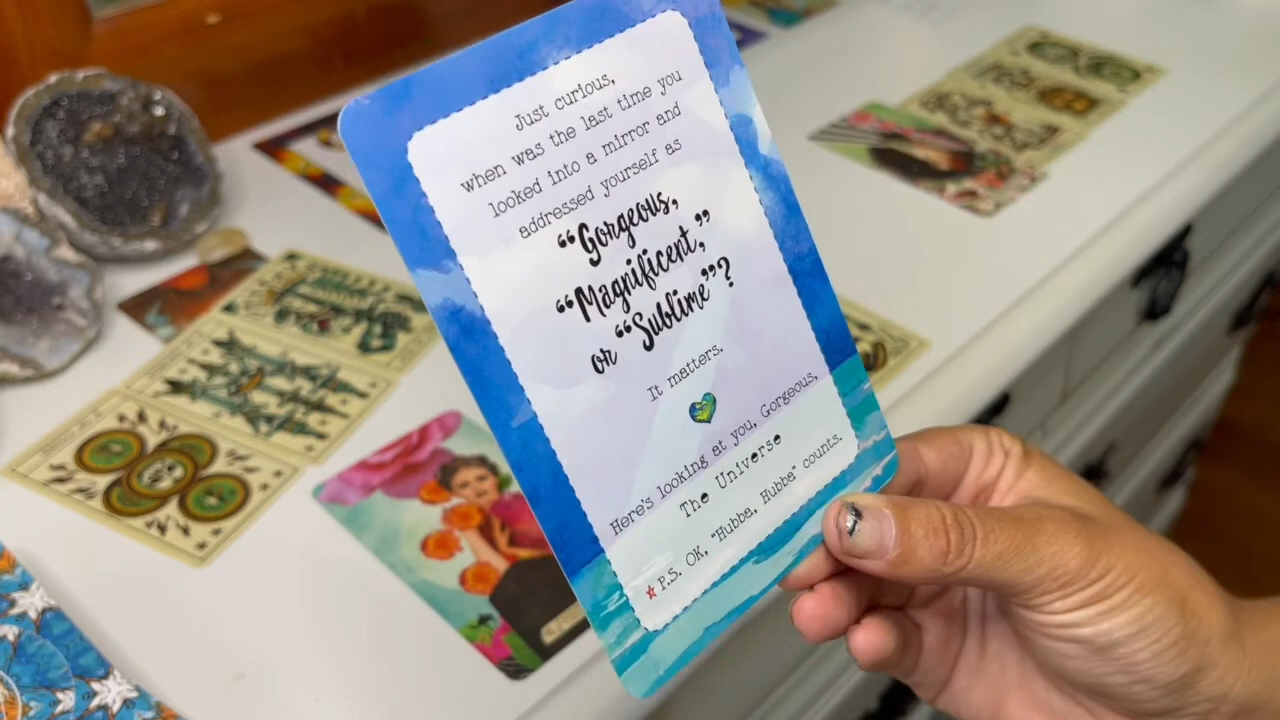 Just curious,
when was the last time you
looked into a mirror and
addressed yourself as
“Gorgeous,
“Magnificent,”
or “Sublime”?
It matters.
Here's looking at you, Gorgeous,
The Universe
P.S. OK, "Hubba, Hubba" counts.